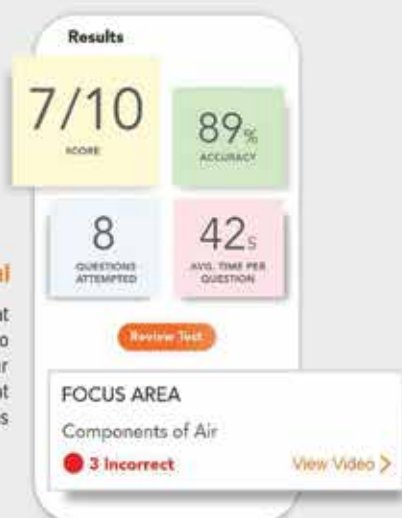 Results
7/10
SCORE
89%
ACCURACY
8
QUESTIONS
ATTEMPTED
42s
AVG. TIME PER
QUESTION
Review Test
FOCUS AREA
Components of Air
3 Incorrect
View Video >